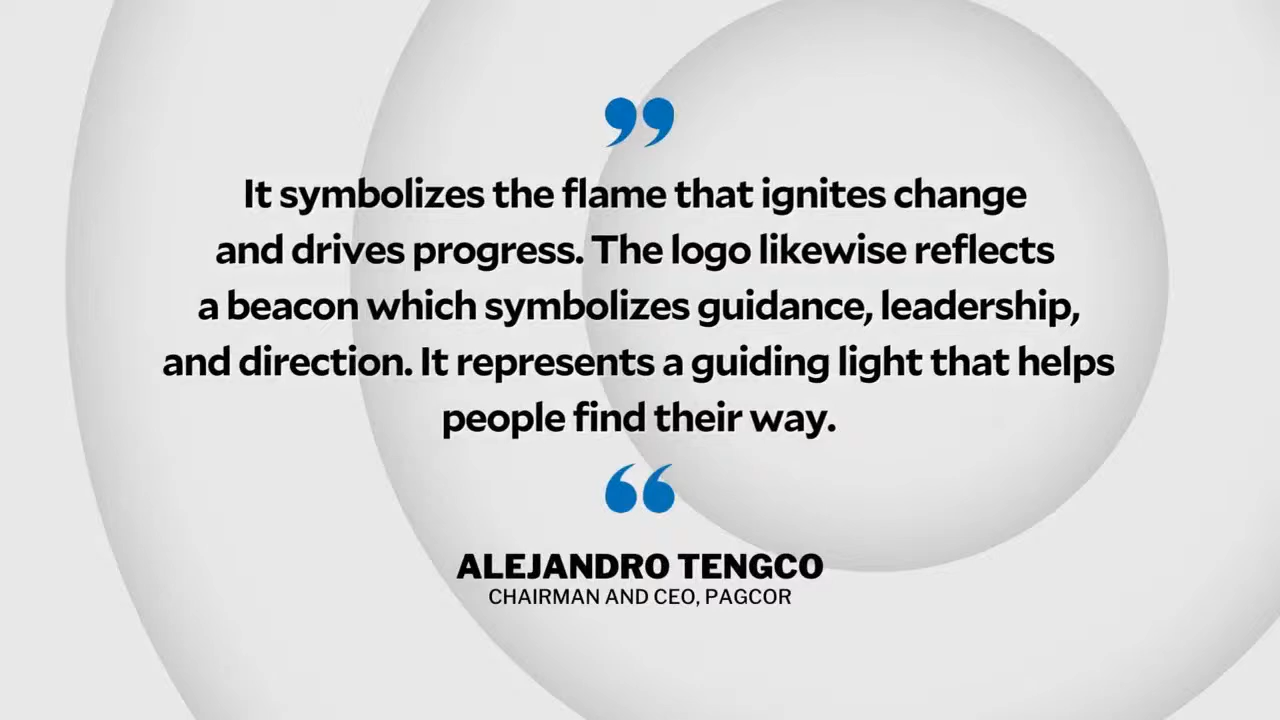 ”
It symbolizes the flame that ignites change
and drives progress. The logo likewise reflects
a beacon which symbolizes guidance, leadership,
and direction. It represents a guiding light that helps
people find their way.
“
ALEJANDRO TENGCO
CHAIRMAN AND CEO, PAGCOR